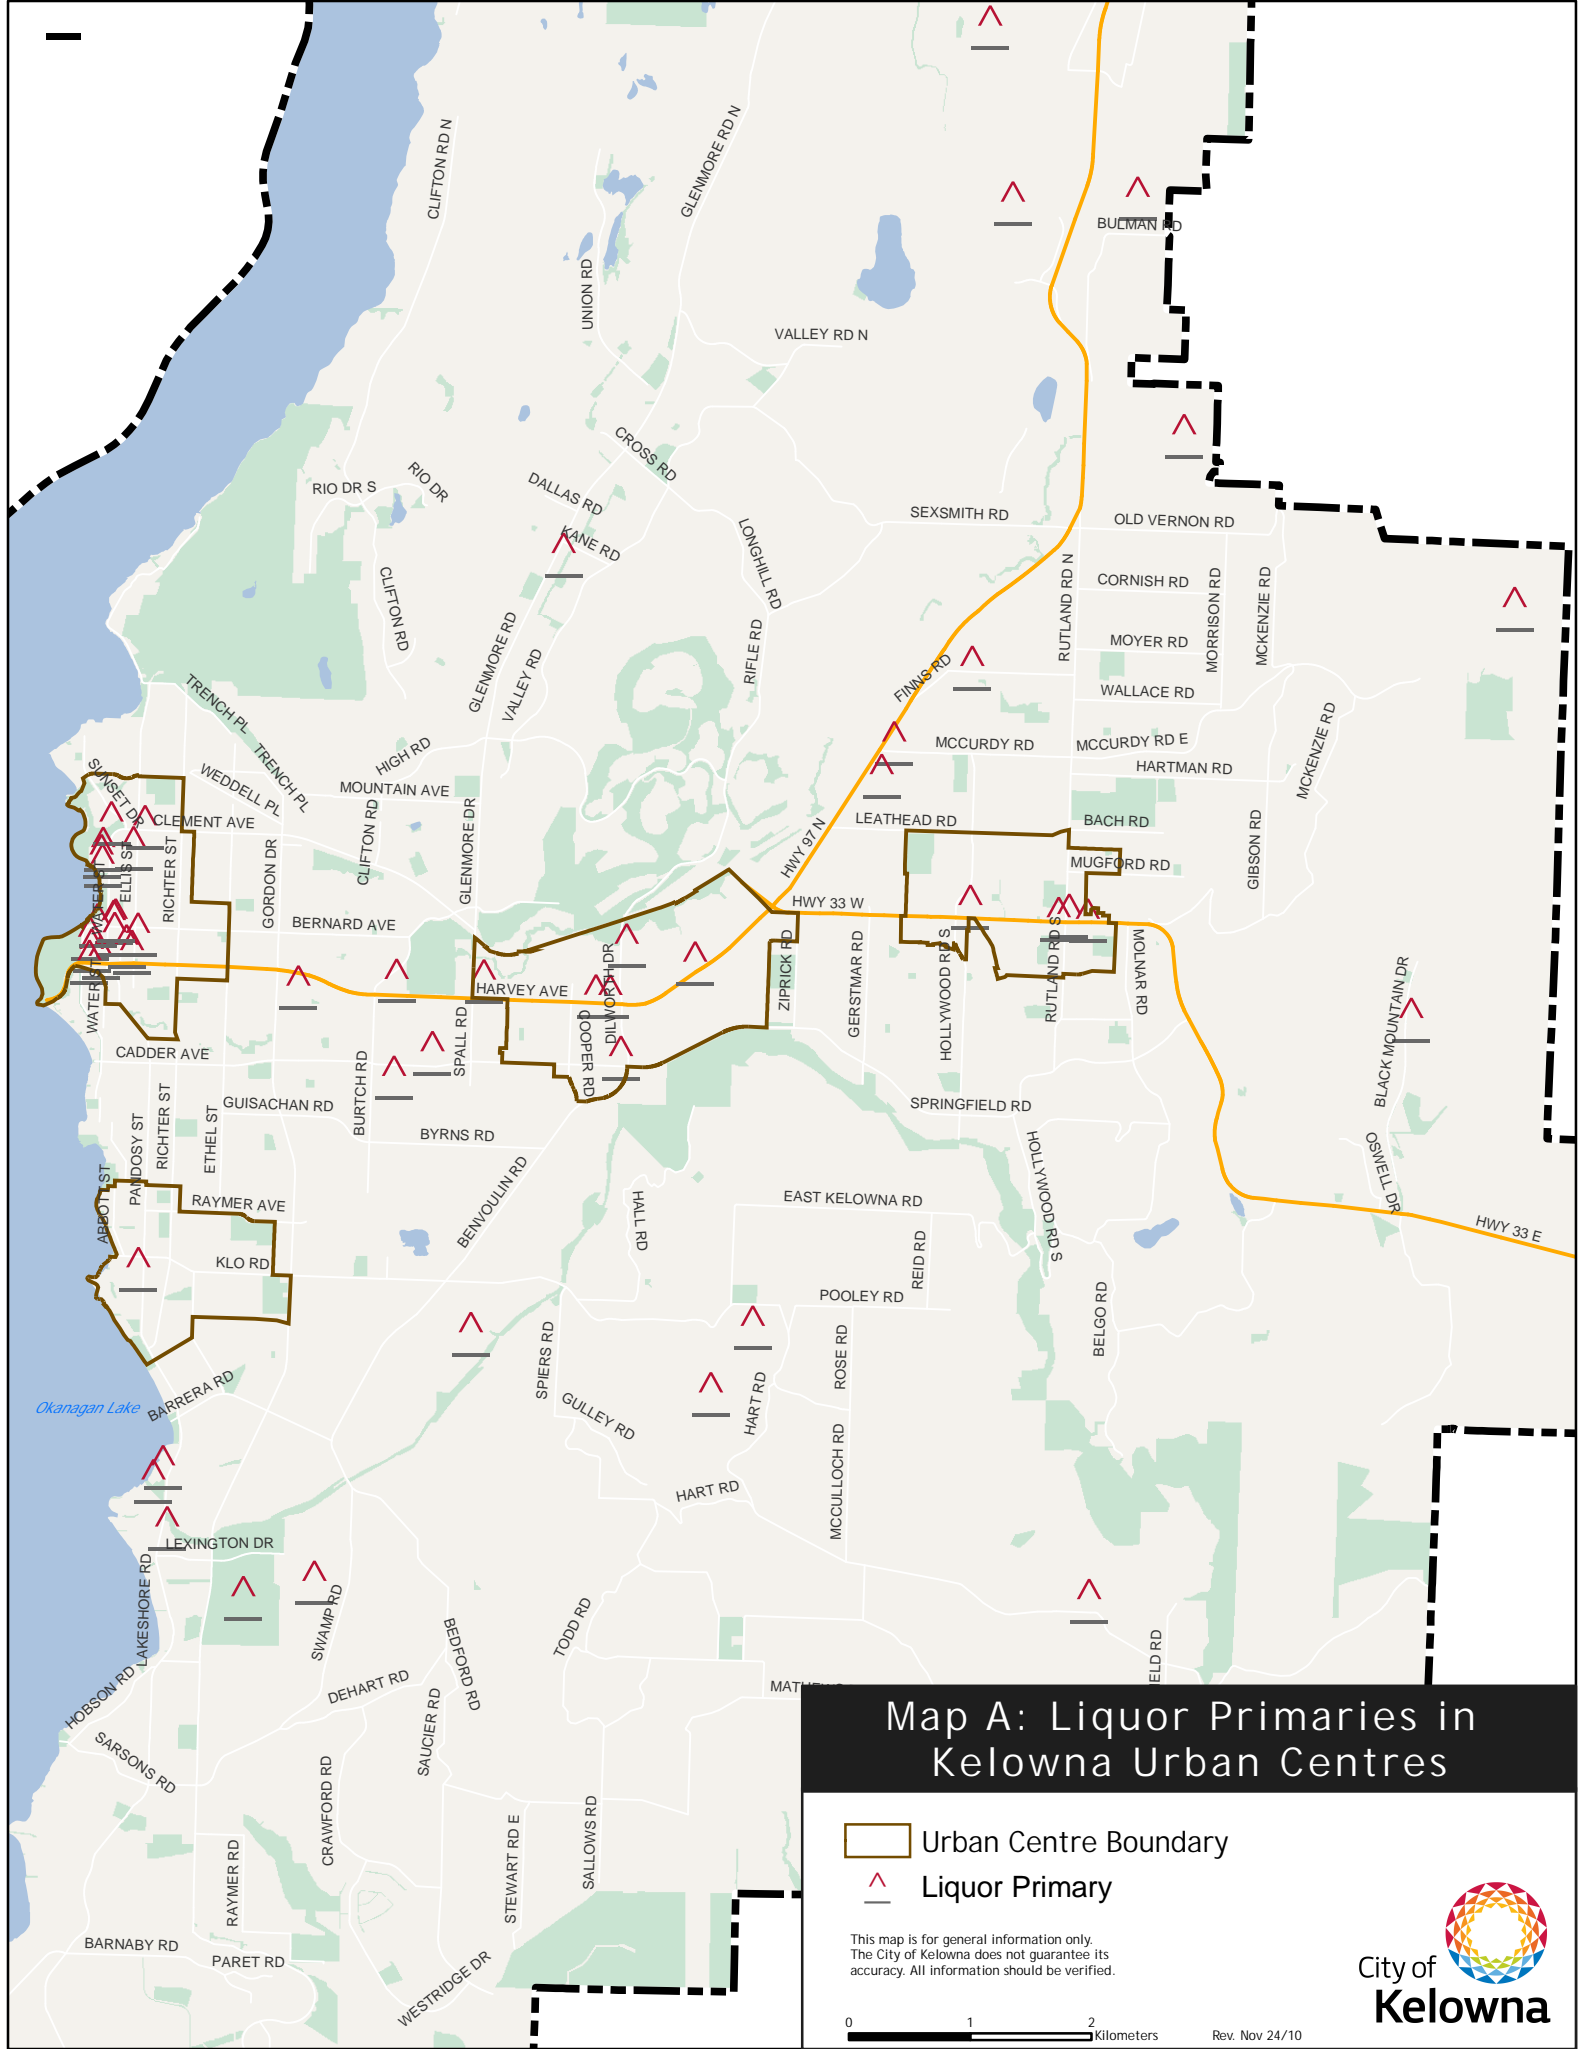 CLIFTON RD N
GLENMORE RD N
BULMAN RD
UNION RD
VALLEY RD N
CROSS RD
RIO DR S
RIO DR
DALLAS RD
KANE RD
SEXSMITH RD
OLD VERNON RD
LONGHILL RD
CLIFTON RD
RUTLAND RD N
CORNISH RD
MORRISON RD
MCKENZIE RD
MOYER RD
GLENMORE RD
VALLEY RD
RIFLE RD
FINNS RD
WALLACE RD
TRENCH PL
MCKENZIE RD
HIGH RD
MCCURDY RD
MCCURDY RD E
HARTMAN RD
SUNSET DR
WEDDELL PL
TRENCH PL
MOUNTAIN AVE
CLEMENT AVE
CLIFTON RD
GLENMORE DR
HWY 97 N
LEATHEAD RD
BACH RD
MUGFORD RD
GIBSON RD
WATER ST
ELLIS ST
RICHTER ST
GORDON DR
BERNARD AVE
HWY 33 W
DILWORTH DR
ZIPRICK RD
GERSTMAR RD
HOLLYWOOD RD S
RUTLAND RD S
MOLNAR RD
HARVEY AVE
WATER ST
COOPER RD
SPALL RD
BLACK MOUNTAIN DR
CADDER AVE
BURTCH RD
GUISACHAN RD
SPRINGFIELD RD
RICHTER ST
PANDOSY ST
ETHEL ST
BYRNS RD
HOLLYWOOD RD S
OSWELL DR
ABBOTT ST
RAYMER AVE
BENVOULIN RD
HALL RD
EAST KELOWNA RD
HWY 33 E
KLO RD
REID RD
POOLEY RD
BELGO RD
SPIERS RD
ROSE RD
BARRERA RD
Okanagan Lake
GULLEY RD
HART RD
MCCULLOCH RD
HART RD
LEXINGTON DR
LAKESHORE RD
SWAMP RD
BEDFORD RD
TODD RD
HOBSON RD
DEHART RD
SAUCIER RD
SARSONS RD
CRAWFORD RD
STEWART RD E
SALLOWS RD
RAYMER RD
BARNABY RD
PARET RD
WESTRIDGE DR
Map A: Liquor Primaries in
Kelowna Urban Centres
Urban Centre Boundary
Liquor Primary
This map is for general information only.
The City of Kelowna does not guarantee its
accuracy. All information should be verified.
0 1 2
Kilometers
Rev. Nov 24/10
City of
Kelowna